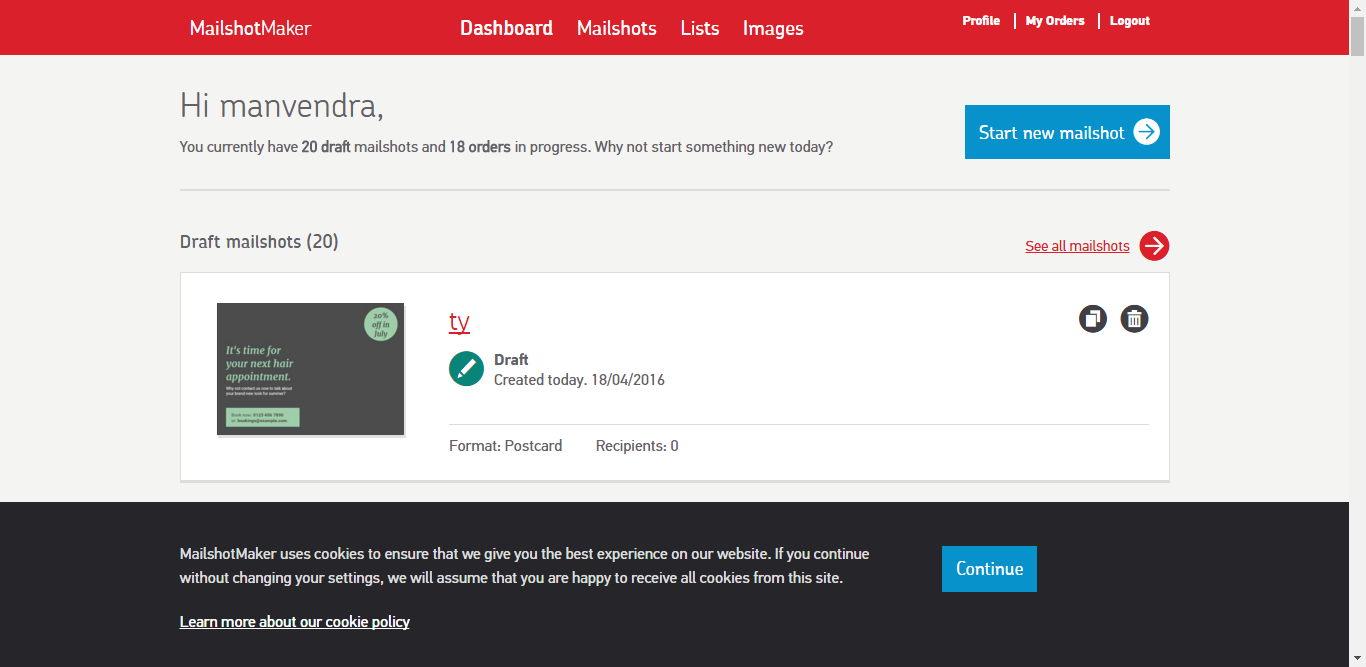 MailshotMaker
Dashboard
Mailshots
Lists
Images
Profile
My Orders
Logout
Hi manvendra,
You currently have 20 draft mailshots and 18 orders in progress. Why not start something new today?
Start new mailshot
Draft mailshots (20)
See all mailshots
20%
off in
July
It's time for
your next hair
appointment.
Why not contact us now to talk about
your brand new look for summer?
Book now: 0123 456 7890
or: bookings@example.com
ty
Draft
Created today. 18/04/2016
Format: Postcard
Recipients: 0
MailshotMaker uses cookies to ensure that we give you the best experience on our website. If you continue
without changing your settings, we will assume that you are happy to receive all cookies from this site.
Continue
Learn more about our cookie policy